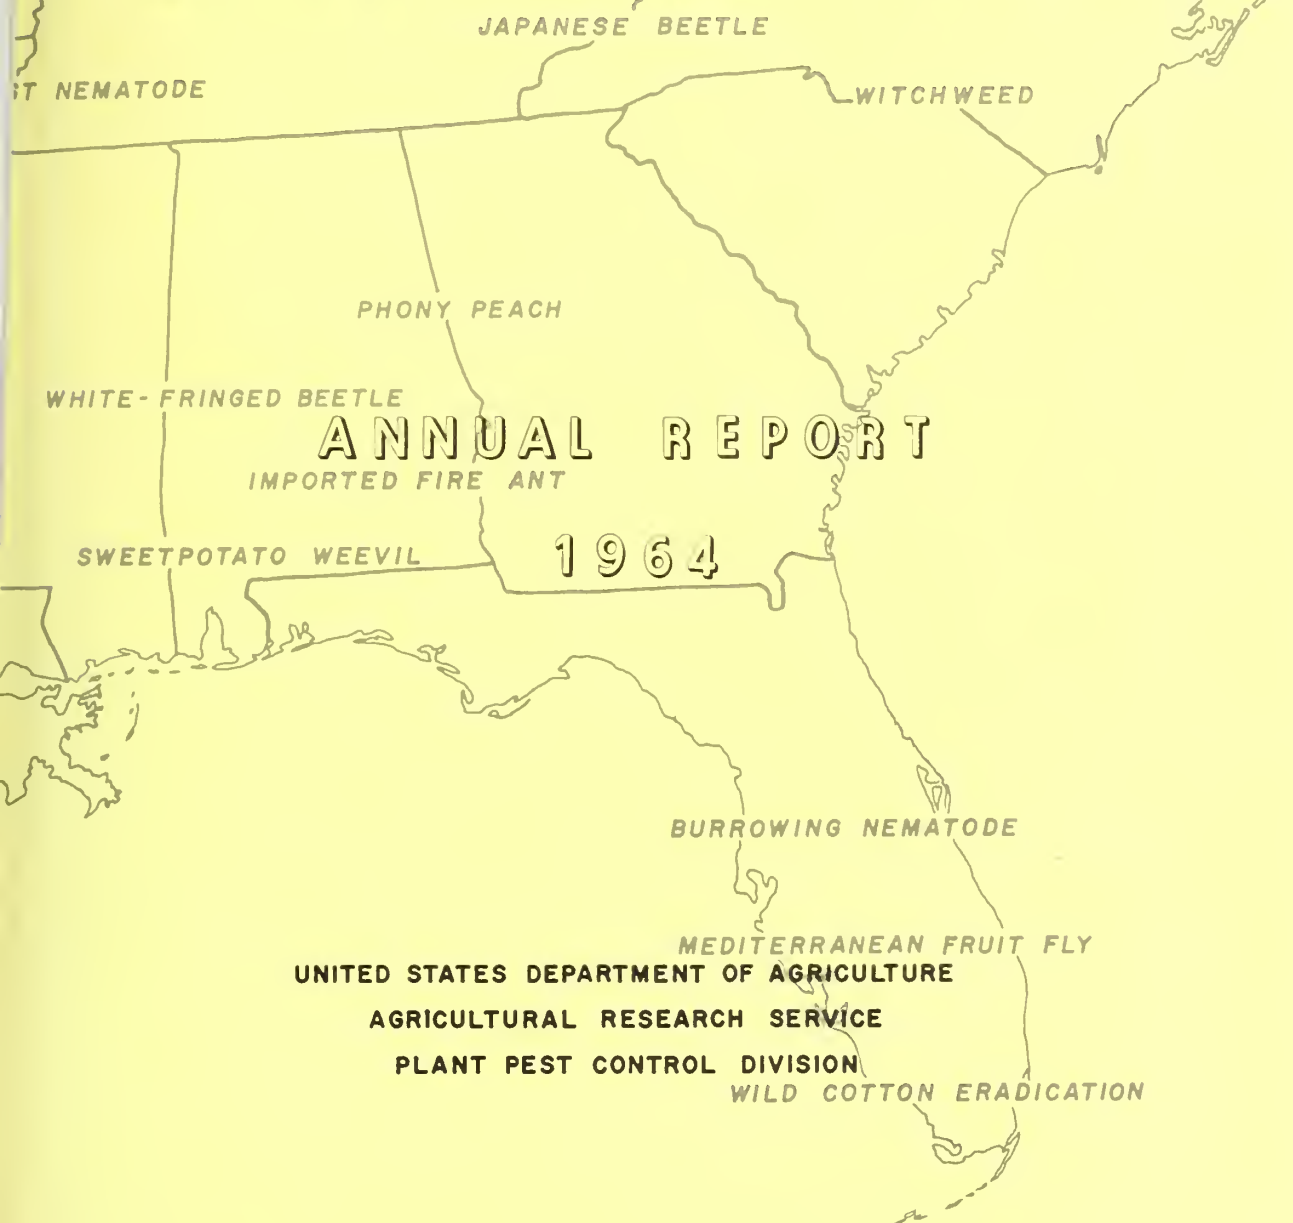 JAPANESE BEETLE
NEMATODE
WITCHWEED
PHONY PEACH
WHITE-FRINGED BEETLE
ANNUAL REPORT
IMPORTED FIRE ANT
SWEETPOTATO WEEVIL
1964
BURROWING NEMATODE
MEDITERRANEAN FRUIT FLY
UNITED STATES DEPARTMENT OF AGRICULTURE
AGRICULTURAL RESEARCH SERVICE
PLANT PEST CONTROL DIVISION
WILD COTTON ERADICATION